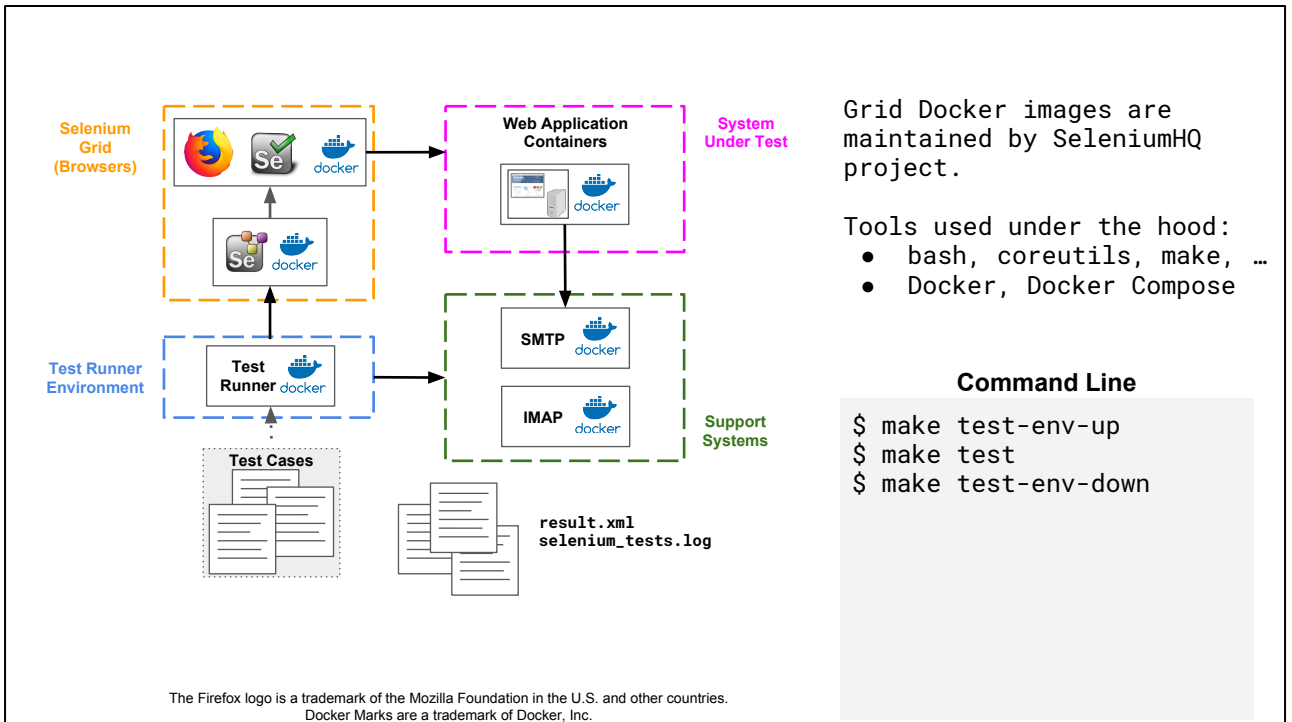 Selenium
Grid
(Browsers)
Se
docker
Se
docker
Web Application
Containers
docker
System
Under Test
Test Runner
Environment
Test
Runner
docker
SMTP
docker
IMAP
docker
Support
Systems
Test Cases
result.xml
selenium_tests.log
Grid Docker images are
maintained by SeleniumHQ
project.
Tools used under the hood:
● bash, coreutils, make, …
● Docker, Docker Compose
Command Line
$ make test-env-up
$ make test
$ make test-env-down
The Firefox logo is a trademark of the Mozilla Foundation in the U.S. and other countries.
Docker Marks are a trademark of Docker, Inc.